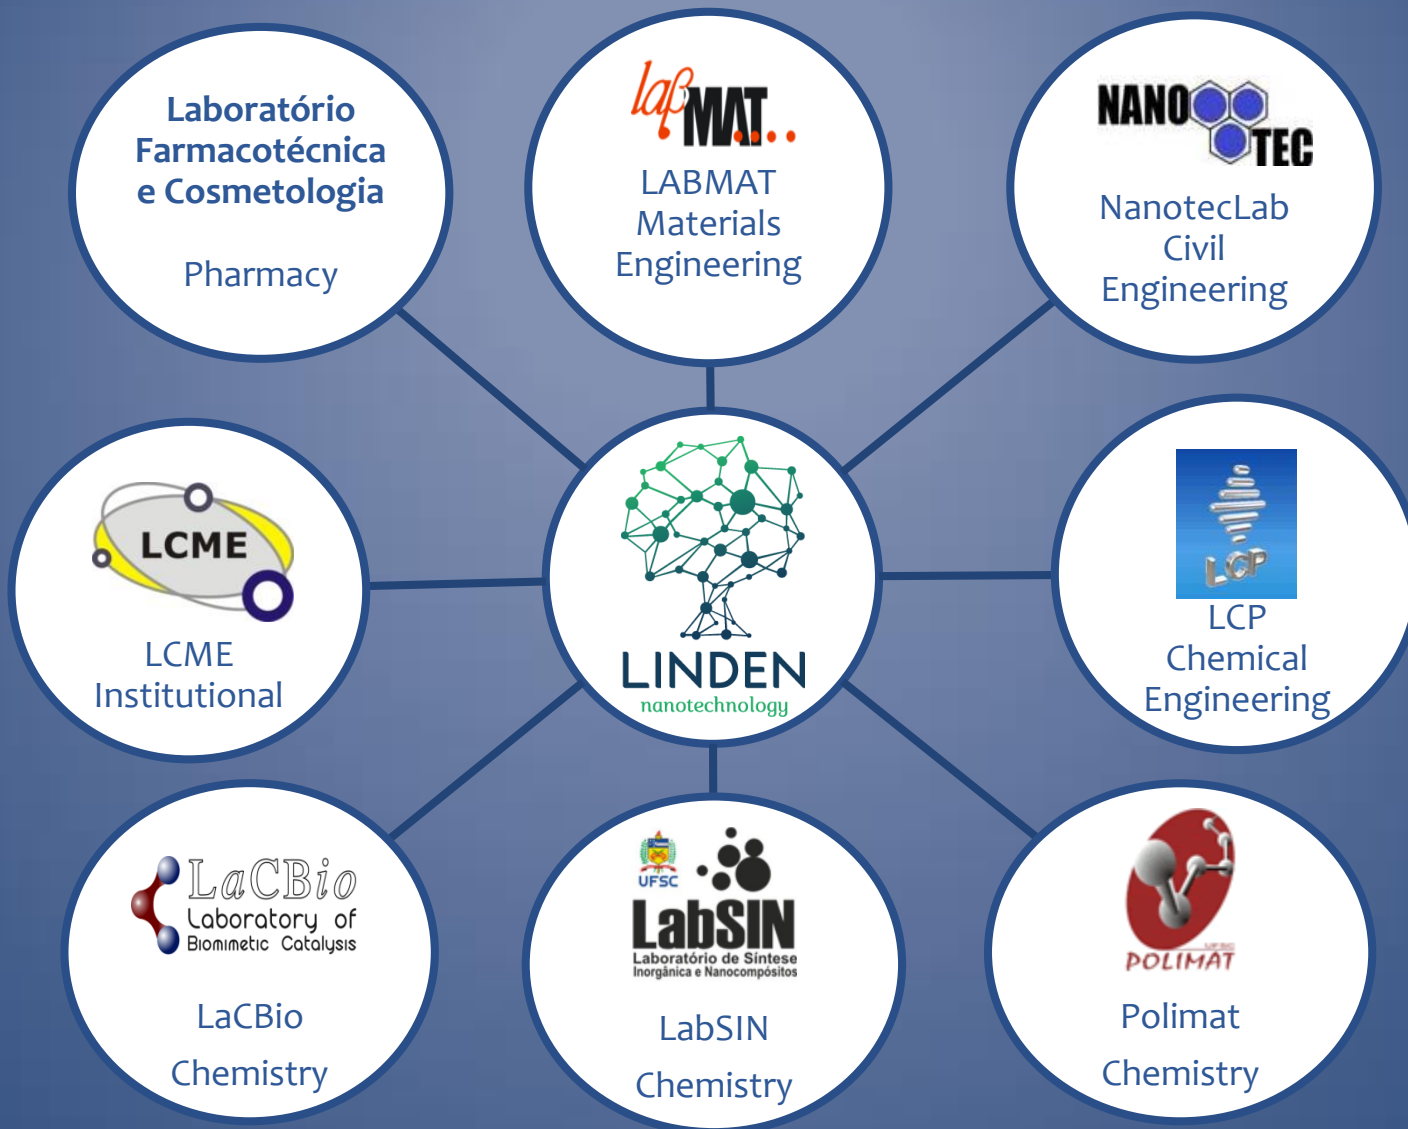 Laboratório
Farmacotécnica
e Cosmetologia
Pharmacy
laβMAT....
LABMAT
Materials
Engineering
NANO
TEC
NanotecLab
Civil
Engineering
LCME
LCME
Institutional
LINDEN
nanotechnology
LCP
LCP
Chemical
Engineering
LaCBio
Laboratory of
Biomimetic Catalysis
LaCBio
Chemistry
UFSC
LabSIN
Laboratório de Síntese
Inorgânica e Nanocompósitos
LabSIN
Chemistry
UFSC
POLIMAT
Polimat
Chemistry